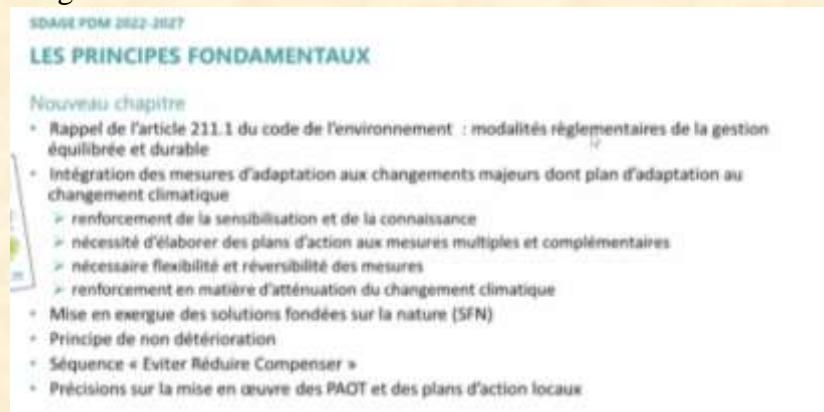 SDAGE PDM 2022-2027
LES PRINCIPES FONDAMENTAUX
Nouveau chapitre
• Rappel de l'article 211.1 du code de l'environnement : modalités règlementaires de la gestion
équilibrée et durable
• Intégration des mesures d'adaptation aux changements majeurs dont plan d'adaptation au
changement climatique
➢ renforcement de la sensibilisation et de la connaissance
➢ nécessité d'élaborer des plans d'action aux mesures multiples et complémentaires
➢ nécessaire flexibilité et réversibilité des mesures
➢ renforcement en matière d'atténuation du changement climatique
• Mise en exergue des solutions fondées sur la nature (SFN)
• Principe de non détérioration
• Séquence « Eviter Réduire Compenser »
• Précisions sur la mise en œuvre des PAOT et des plans d'action locaux